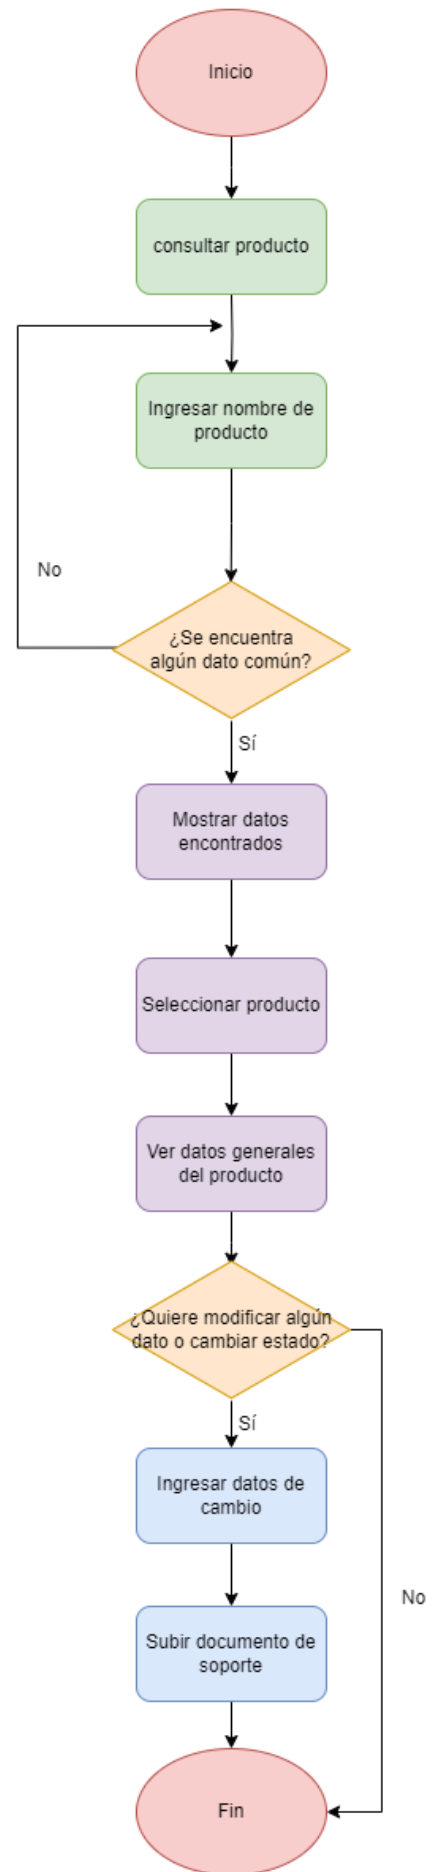 Inicio
consultar producto
Ingresar nombre de
producto
No
¿Se encuentra
algún dato común?
Sí
Mostrar datos
encontrados
Seleccionar producto
Ver datos generales
del producto
¿Quiere modificar algún
dato o cambiar estado?
Sí
Ingresar datos de
cambio
No
Subir documento de
soporte
Fin